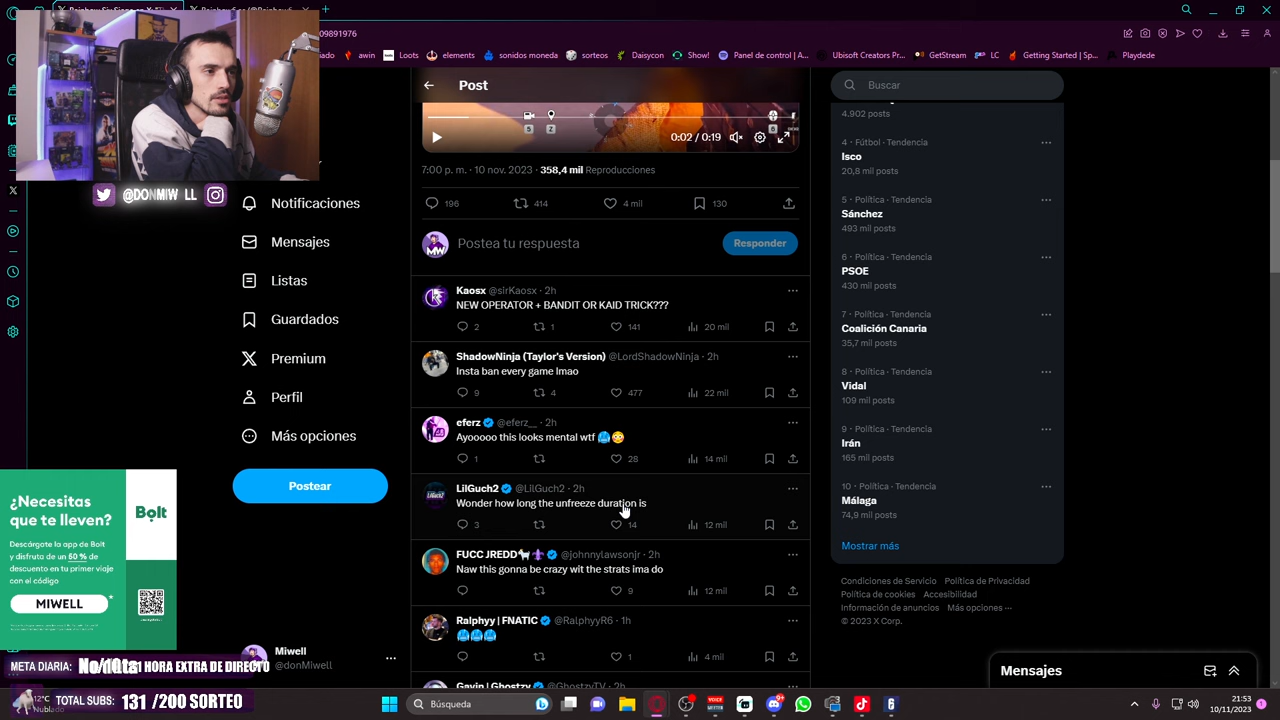 09891976
awin
Loots
elements
sonidos moneda
sorteos
Daisycon
Show!
Panel de control | A...
Ubisoft Creators Pr...
GetStream
LC
Getting Started | Sp...
Playdede
@DONMIW LL
Notificaciones
Mensajes
Listas
Guardados
Premium
Perfil
Más opciones
Postear
Miwell
@donMiwell
Post
0:02 / 0:19
7:00 p. m. · 10 nov. 2023 · 358,4 mil Reproducciones
196 414 4 mil 130
Postea tu respuesta
Responder
Kaosx @sirKaosx · 2h
NEW OPERATOR + BANDIT OR KAID TRICK???
2 1 141 20 mil
ShadowNinja (Taylor's Version) @LordShadowNinja · 2h
Insta ban every game lmao
9 4 477 22 mil
eferz @eferz__ · 2h
Ayooooo this looks mental wtf 🥶😳
1 28 14 mil
LilGuch2 @LilGuch2 · 2h
Wonder how long the unfreeze duration is
3 14 12 mil
FUCC JREDD @johnnylawsonjr · 2h
Naw this gonna be crazy wit the strats ima do
9 12 mil
Ralphyy | FNATIC @RalphyyR6 · 1h
🥶🥶🥶
1 4 mil
Gavin | Ghostzy @GhostzyTV · 2h
Buscar
4.902 posts
4 · Fútbol · Tendencia
Isco
20,8 mil posts
5 · Política · Tendencia
Sánchez
493 mil posts
6 · Política · Tendencia
PSOE
430 mil posts
7 · Política · Tendencia
Coalición Canaria
35,7 mil posts
8 · Política · Tendencia
Vidal
109 mil posts
9 · Política · Tendencia
Irán
165 mil posts
10 · Política · Tendencia
Málaga
74,9 mil posts
Mostrar más
Condiciones de Servicio Política de Privacidad
Política de cookies Accesibilidad
Información de anuncios Más opciones ···
© 2023 X Corp.
Mensajes
¿Necesitas
que te lleven?
Descárgate la app de Bolt
y disfruta de un 50 % de
descuento en tu primer viaje
con el código
MIWELL*
Bolt
META DIARIA:
1 HORA EXTRA DE DIRECTO
TOTAL SUBS: 131 /200 SORTEO
12°C
Nublado
Búsqueda
21:53
10/11/2023